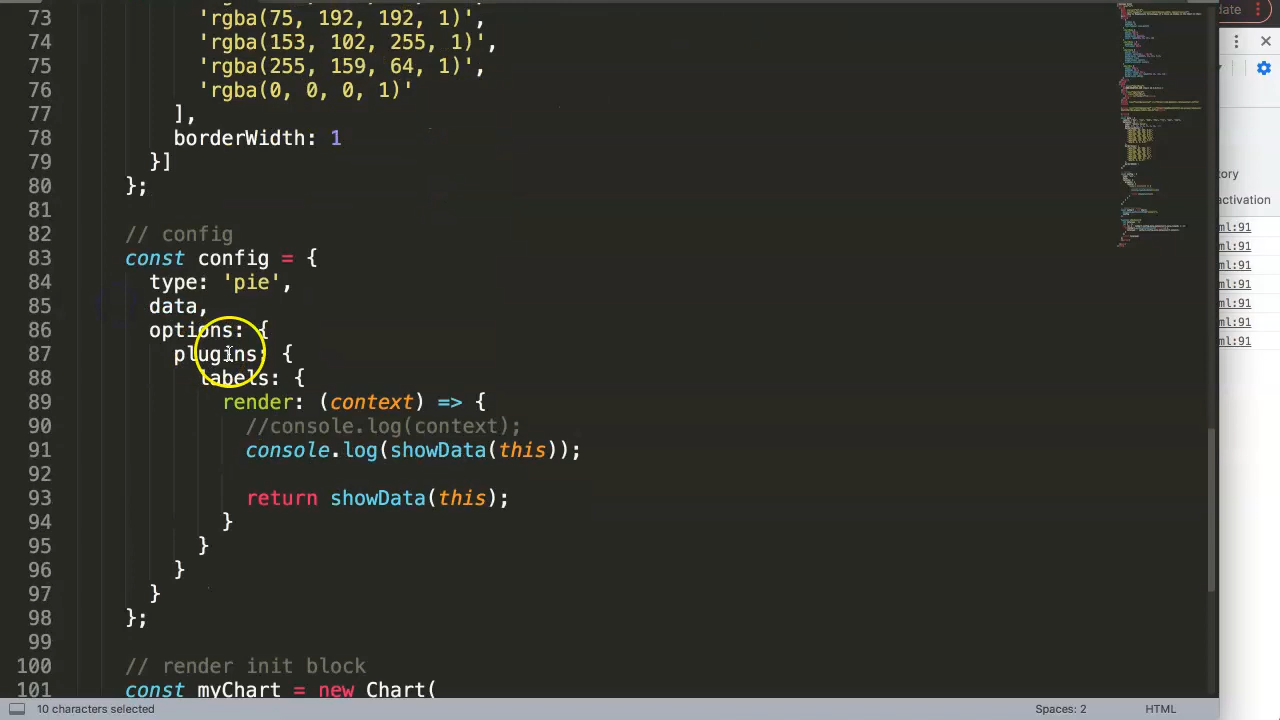 date
73 'rgba(75, 192, 192, 1)',
74 'rgba(153, 102, 255, 1)',
75 'rgba(255, 159, 64, 1)',
76 'rgba(0, 0, 0, 1)'
77 ],
78 borderWidth: 1
79 }]
80 };
81
82 // config
83 const config = {
84 type: 'pie',
85 data,
86 options: {
87 plugins: {
88 labels: {
89 render: (context) => {
90 //console.log(context);
91 console.log(showData(this));
92
93 return showData(this);
94 }
95 }
96 }
97 }
98 };
99
100 // render init block
101 const myChart = new Chart(
tory
activation
ml:91
ml:91
ml:91
ml:91
ml:91
ml:91
ml:91
10 characters selected
Spaces: 2
HTML